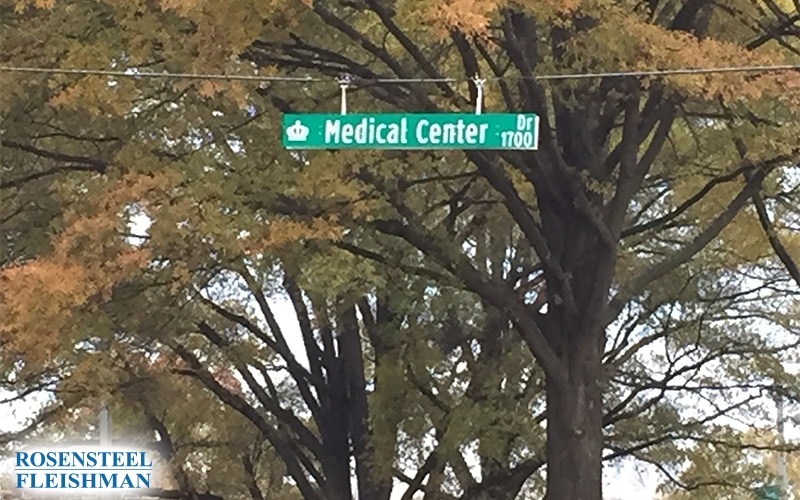 Medical Center Dr
1700
ROSENSTEEL
FLEISHMAN